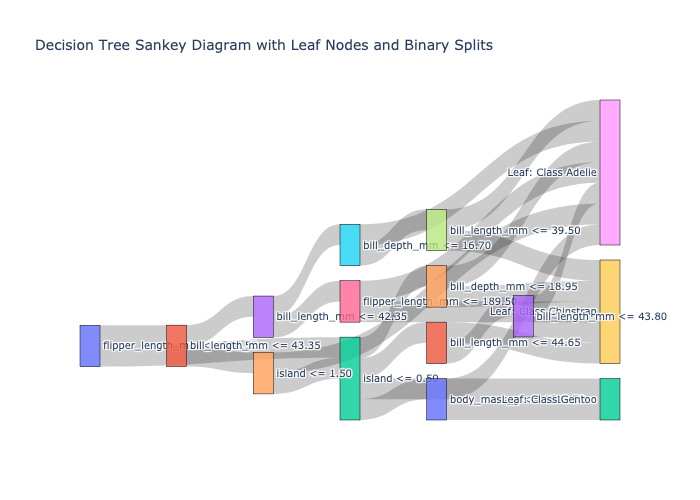 Decision Tree Sankey Diagram with Leaf Nodes and Binary Splits
Leaf: Class Adelie
bill_length_mm <= 39.50
bill_depth_mm <= 16.70
bill_depth_mm <= 18.95
flipper_length_mm <= 189.50
Leaf: Class Chinstrap
bill_length_mm <= 42.35
bill_length_mm <= 43.80
flipper_length_m
<= 43.35
bill_length_mm <= 44.65
island <= 1.50
island <= 0.50
body_mas
Leaf: Class Gentoo